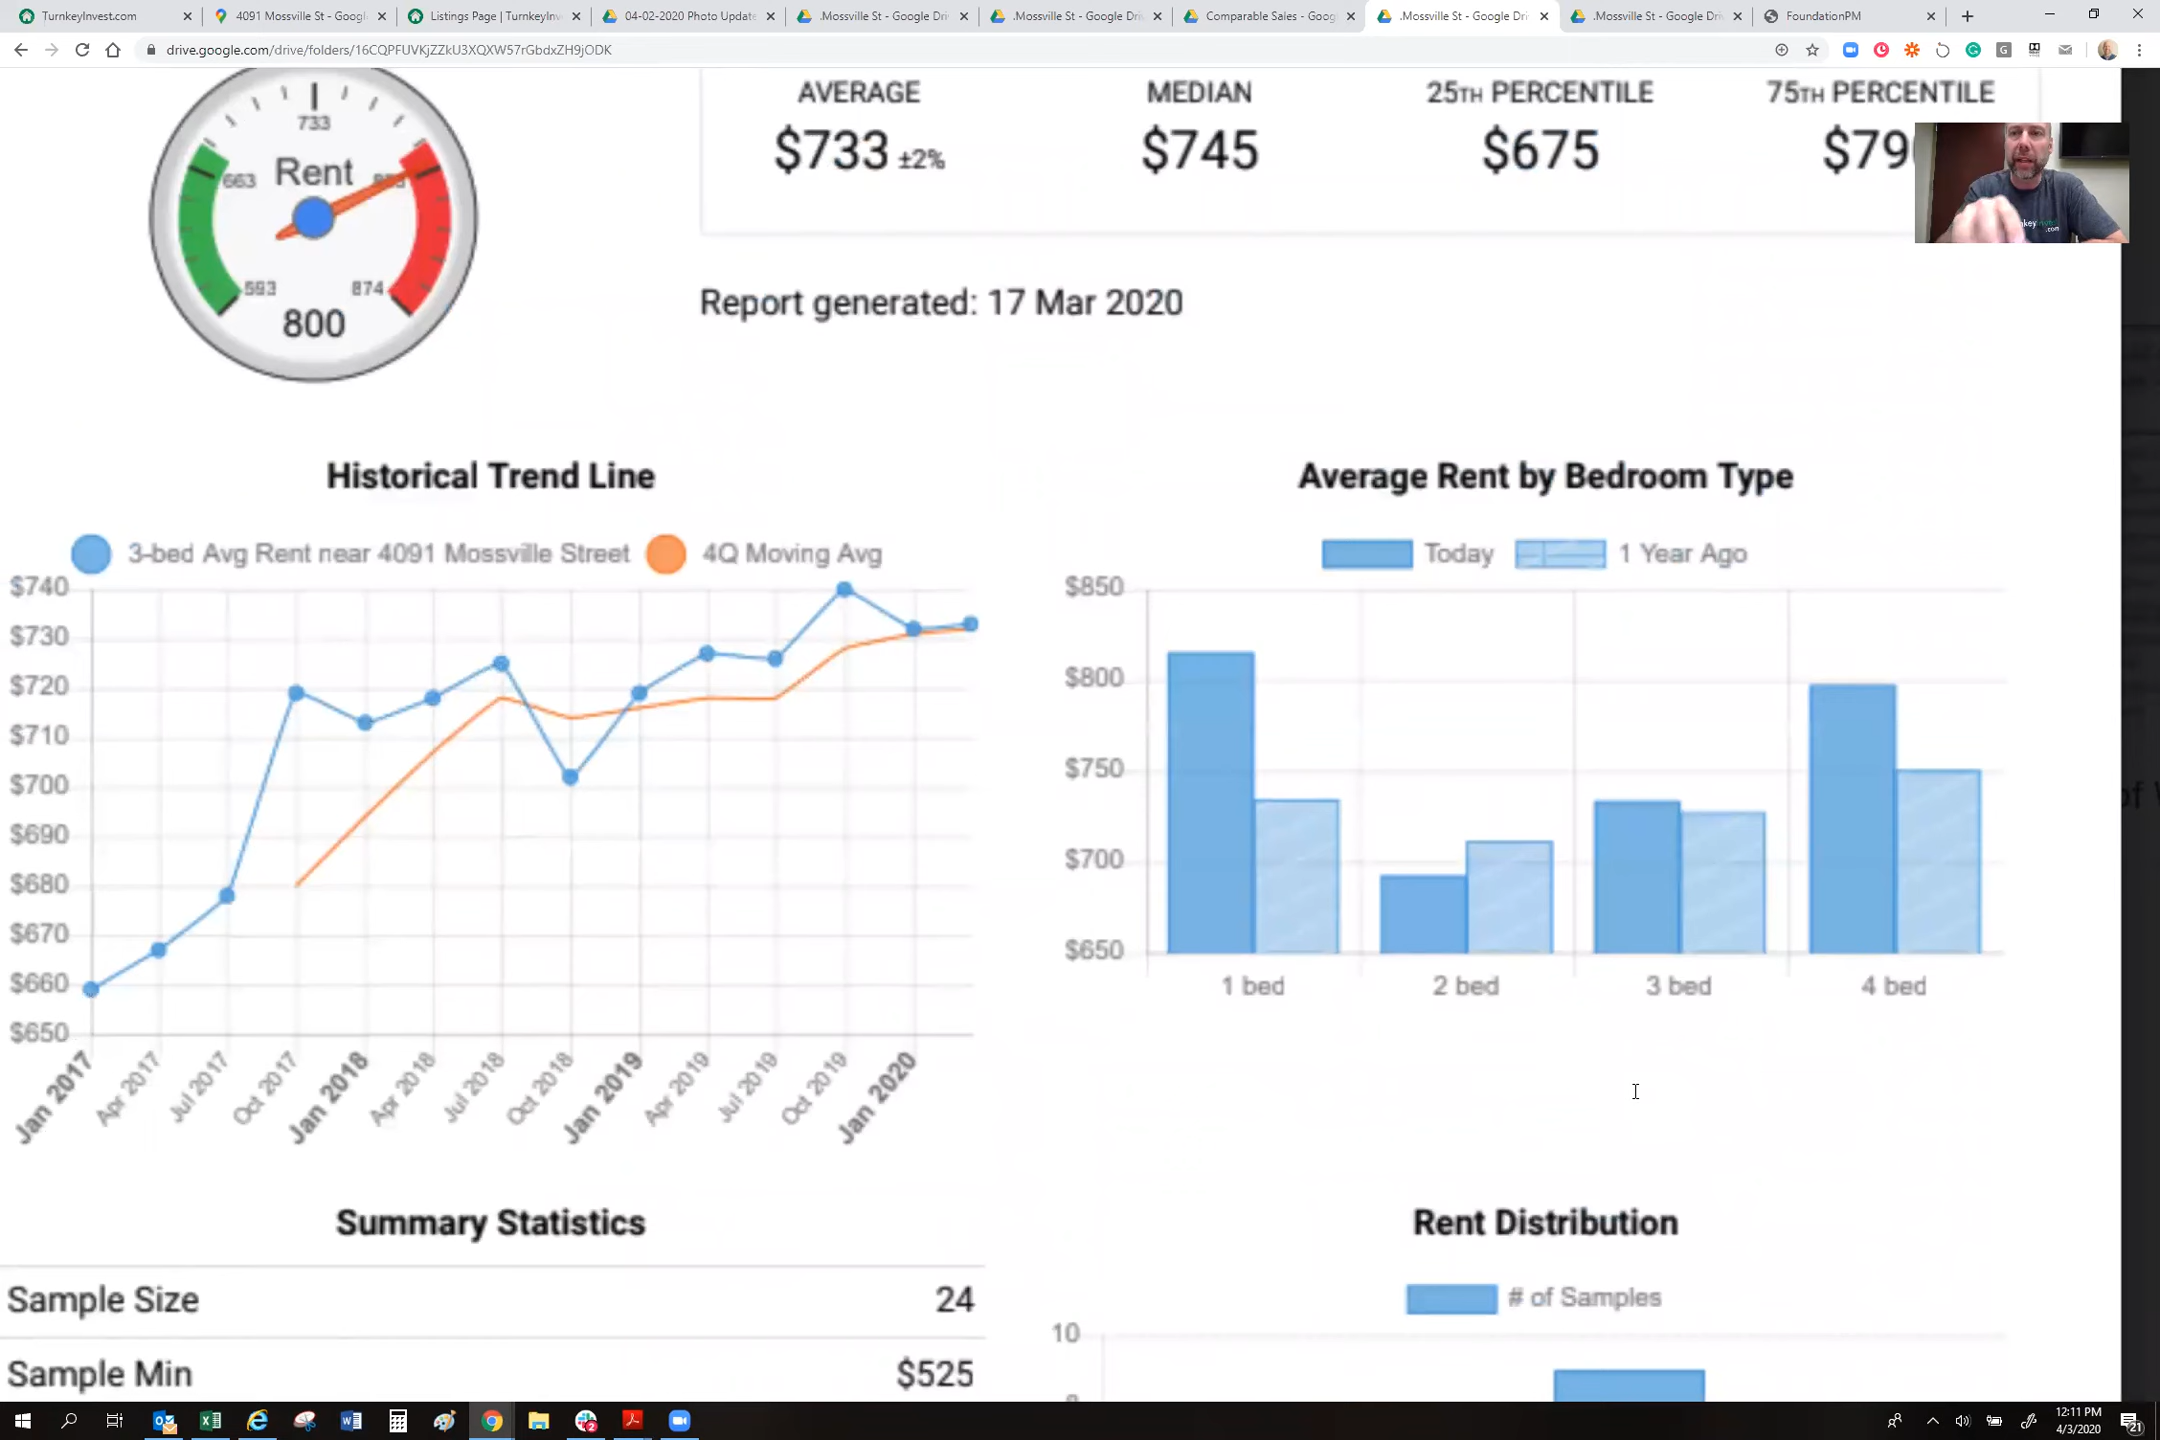 TurnkeyInvest.com
4091 Mossville St - Googl
Listings Page | TurnkeyInv
04-02-2020 Photo Update
.Mossville St - Google Dri
.Mossville St - Google Dri
Comparable Sales - Goog
.Mossville St - Google Dri
.Mossville St - Google Dri
FoundationPM
drive.google.com/drive/folders/16CQPFUVKjZZkU3XQXW57rGbdxZH9jODK
733
Rent
663
593
874
800
AVERAGE
$733 ±2%
MEDIAN
$745
25TH PERCENTILE
$675
75TH PERCENTILE
$79
.com
Report generated: 17 Mar 2020
Historical Trend Line
3-bed Avg Rent near 4091 Mossville Street
4Q Moving Avg
$740
$730
$720
$710
$700
$690
$680
$670
$660
$650
Jan 2017
Apr 2017
Jul 2017
Oct 2017
Jan 2018
Apr 2018
Jul 2018
Oct 2018
Jan 2019
Apr 2019
Jul 2019
Oct 2019
Jan 2020
Average Rent by Bedroom Type
Today
1 Year Ago
$850
$800
$750
$700
$650
1 bed
2 bed
3 bed
4 bed
of
Summary Statistics
Sample Size 24
Sample Min $525
Rent Distribution
# of Samples
10
12:11 PM
4/3/2020
21